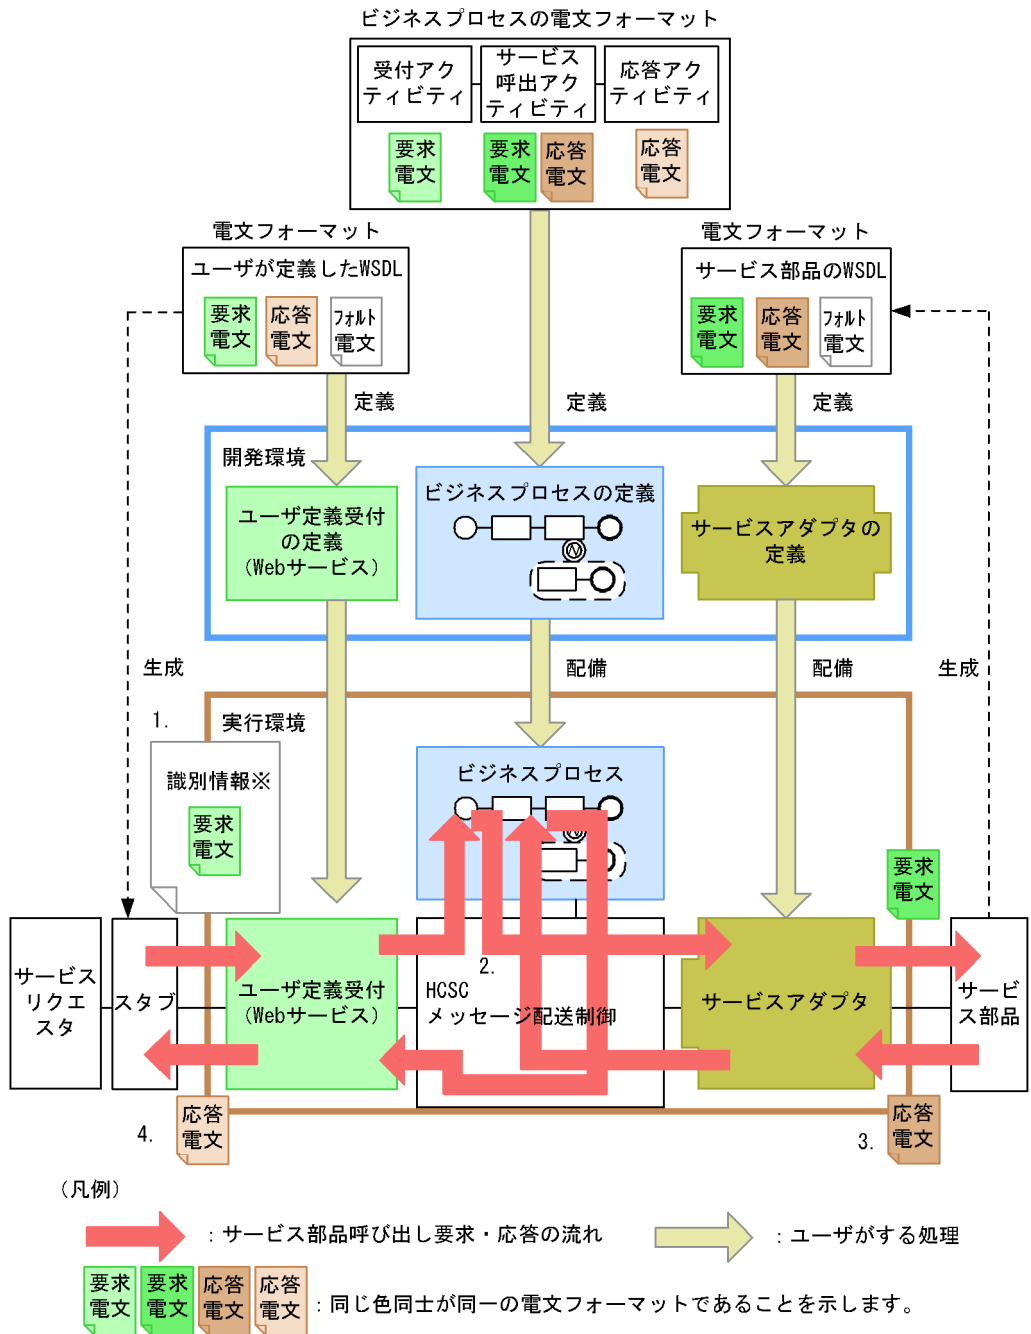 ビジネスプロセスの電文フォーマット
受付アク
ティビティ
サービス
呼出アク
ティビティ
応答アク
ティビティ
要求
電文
要求
電文
応答
電文
応答
電文
電文フォーマット
ユーザが定義したWSDL
要求
電文
応答
電文
フォルト
電文
電文フォーマット
サービス部品のWSDL
要求
電文
応答
電文
フォルト
電文
定義
定義
定義
開発環境
ユーザ定義受付
の定義
(Webサービス)
ビジネスプロセスの定義
サービスアダプタの
定義
生成
配備
配備
生成
1.
実行環境
識別情報※
要求
電文
ビジネスプロセス
要求
電文
サービス
リクエ
スタ
スタブ
ユーザ定義受付
(Webサービス)
2.
HCSC
メッセージ配送制御
サービスアダプタ
サービ
ス部品
4.
応答
電文
3.
応答
電文
(凡例)
:サービス部品呼び出し要求・応答の流れ
:ユーザがする処理
要求
電文
要求
電文
応答
電文
応答
電文
:同じ色同士が同一の電文フォーマットであることを示します。